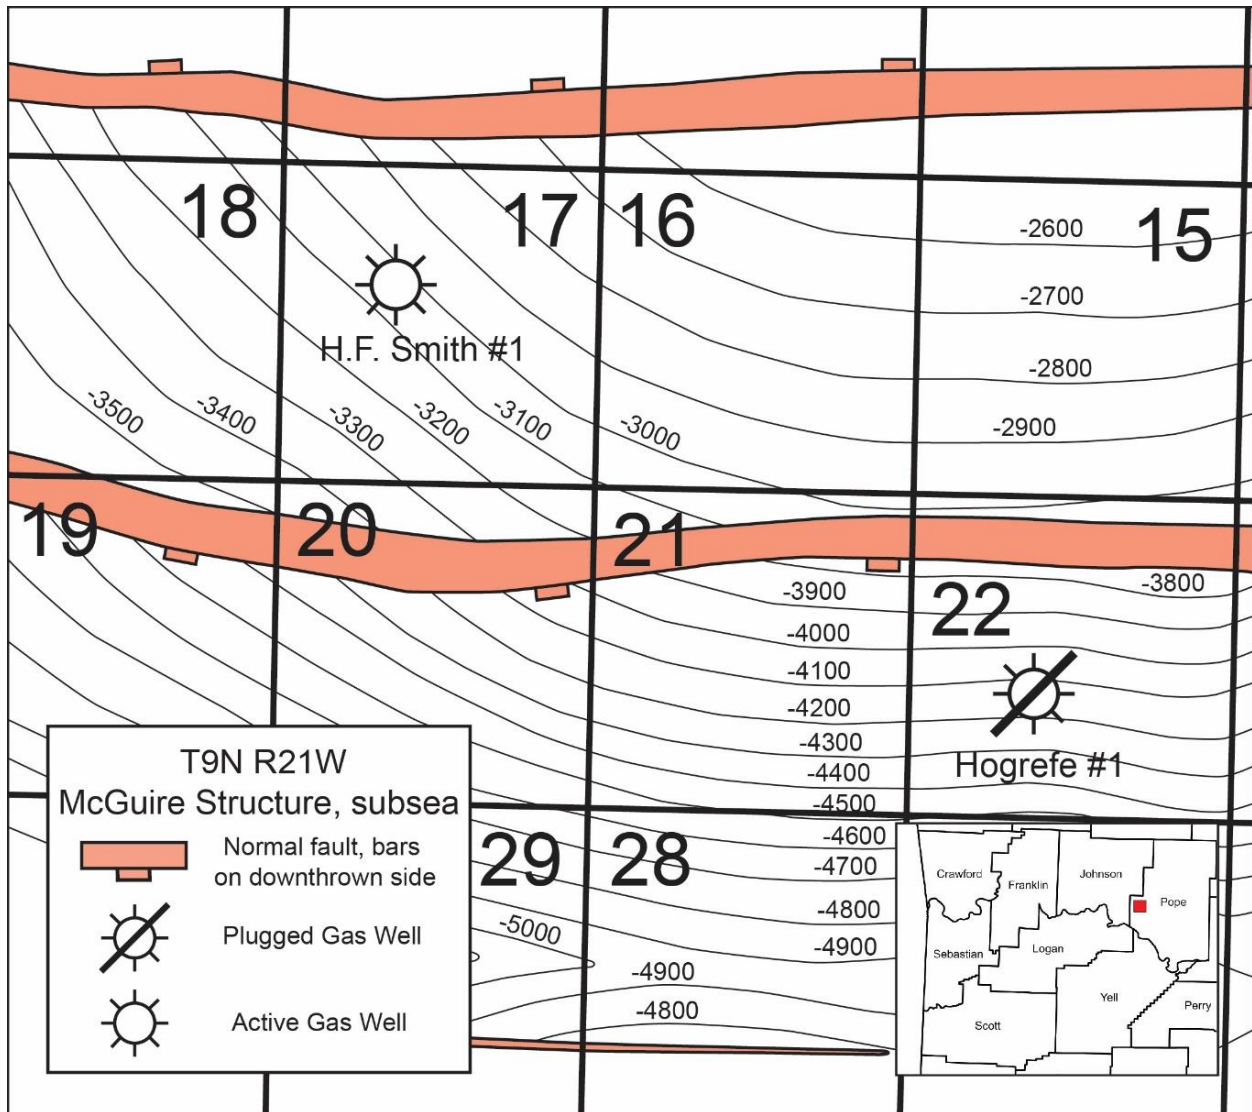 18
17
16
15
-2600
-2700
H.F. Smith #1
-2800
-3500
-3400
-3300
-3200
-3100
-3000
-2900
19
20
21
22
-3900
-3800
-4000
-4100
-4200
-4300
-4400
Hogrefe #1
-4500
-4600
-4700
-4800
-4900
29
28
-5000
-4900
-4800
T9N R21W
McGuire Structure, subsea
Normal fault, bars
on downthrown side
Plugged Gas Well
Active Gas Well
Crawford
Franklin
Johnson
Pope
Sebastian
Logan
Yell
Perry
Scott